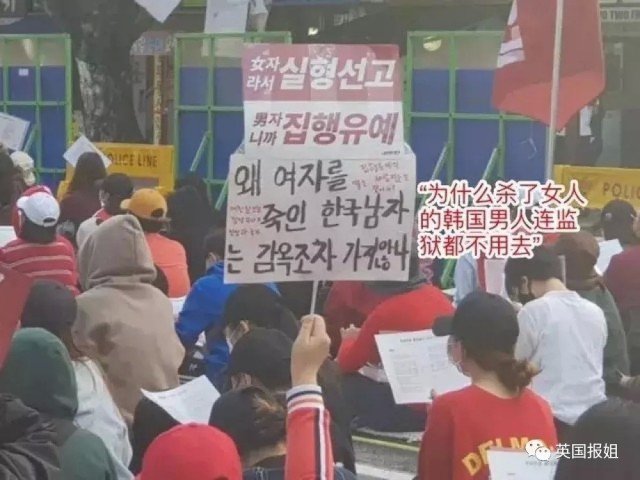 女자
라서 실형선고
男자
니까 집행유예
왜 여자를
죽인 한국남자
는 감옥조차 가지않나
“为什么杀了女人
的韩国男人连监
狱都不用去”
POLICE LINE
POLICE
英国报姐